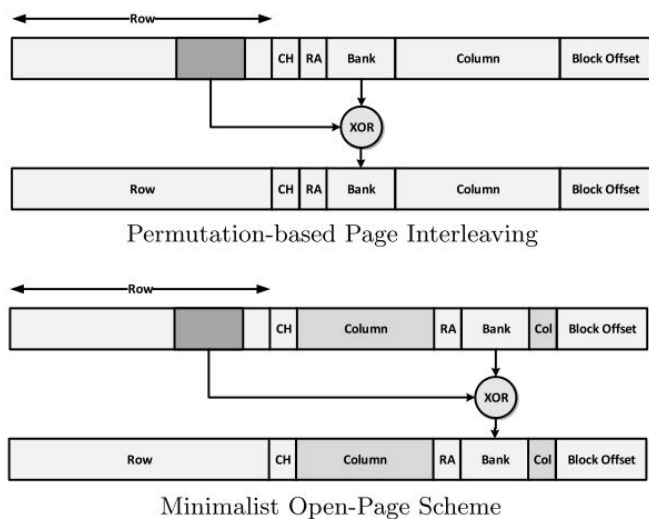 Row
CH RA Bank Column Block Offset
XOR
Row CH RA Bank Column Block Offset
Permutation-based Page Interleaving
Row
CH Column RA Bank Col Block Offset
XOR
Row CH Column RA Bank Col Block Offset
Minimalist Open-Page Scheme